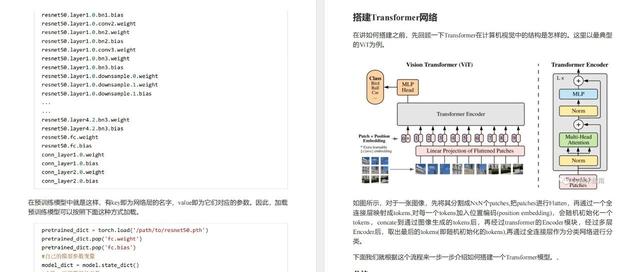 resnet50.layer1.0.bn1.bias
resnet50.layer1.0.conv2.weight
resnet50.layer1.0.bn2.weight
resnet50.layer1.0.bn2.bias
resnet50.layer1.0.conv3.weight
resnet50.layer1.0.bn3.weight
resnet50.layer1.0.bn3.bias
resnet50.layer1.0.downsample.0.weight
resnet50.layer1.0.downsample.1.weight
resnet50.layer1.0.downsample.1.bias
...
...
resnet50.layer4.2.bn3.weight
resnet50.layer4.2.bn3.bias
resnet50.fc.weight
resnet50.fc.bias
conn_layer1.0.weight
conn_layer1.0.bias
conn_layer2.0.weight
conn_layer2.0.bias
在预训练模型中就是这样，有key即为网络层的名字，value即为它们对应的参数。因此，加载
预训练模型可以按照下面这种方式加载。
pretrained_dict = torch.load('/path/to/resnet50.pth')
pretrained_dict.pop('fc.weight')
pretrained_dict.pop('fc.bias')
#自己的模型参数变量
model_dict = model.state_dict()
搭建Transformer网络
在讲如何搭建之前，先回顾一下Transformer在计算机视觉中的结构是怎样的。这里以最典型
的ViT为例。
Vision Transformer (ViT)
Transformer Encoder
Class
Bird
Ball
Car
...
MLP
Head
Transformer Encoder
Patch + Position
Embedding
* Extra learnable
[class] embedding
Linear Projection of Flattened Patches
L x
+
MLP
Norm
+
Multi-Head
Attention
Norm
Patches
如图所示，对于一张图像，先将其分割成NxN个patches,把patches进行Flatten，再通过一个全
连接层映射成tokens,对每一个tokens加入位置编码(position embedding)，会随机初始化一个
tokens，concate到通过图像生成的tokens后，再经过transformer的Encoder模块，经过多层
Encoder后，取出最后的tokens(即随机初始化的tokens),再通过全连接层作为分类网络进行分
类。
下面我们就根据这个流程来一步一步介绍如何搭建一个Transformer模型。